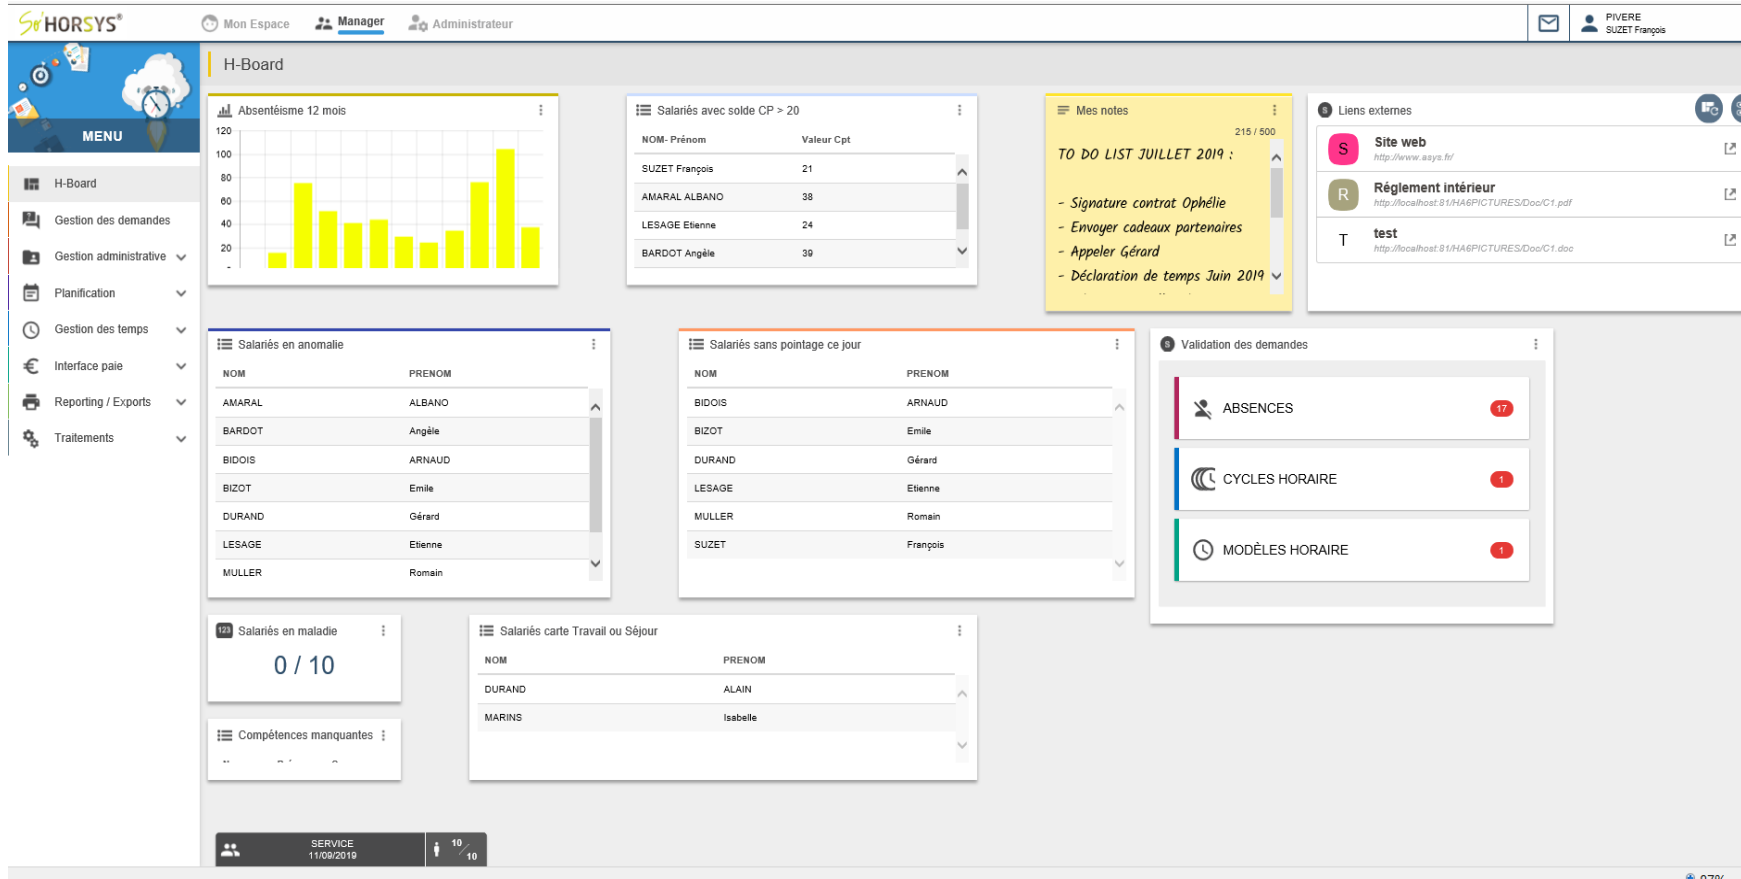 So'HORSYS®
Mon Espace
Manager
Administrateur
PIVERE
SUZET François
MENU
H-Board
Gestion des demandes
Gestion administrative
Planification
Gestion des temps
Interface paie
Reporting / Exports
Traitements
H-Board
Absentéisme 12 mois
120
100
80
60
40
20
Salariés avec solde CP > 20
NOM- Prénom Valeur Cpt
SUZET François 21
AMARAL ALBANO 38
LESAGE Etienne 24
BARDOT Angèle 39
Mes notes
215 / 500
TO DO LIST JUILLET 2019 :
- Signature contrat Ophélie
- Envoyer cadeaux partenaires
- Appeler Gérard
- Déclaration de temps Juin 2019
S Liens externes
S Site web
http://www.asys.fr/
R Réglement intérieur
http://localhost:81/HA6PICTURES/Doc/C1.pdf
T test
http://localhost:81/HA6PICTURES/Doc/C1.doc
Salariés en anomalie
NOM PRENOM
AMARAL ALBANO
BARDOT Angèle
BIDOIS ARNAUD
BIZOT Emile
DURAND Gérard
LESAGE Etienne
MULLER Romain
Salariés sans pointage ce jour
NOM PRENOM
BIDOIS ARNAUD
BIZOT Emile
DURAND Gérard
LESAGE Etienne
MULLER Romain
SUZET François
S Validation des demandes
ABSENCES 17
CYCLES HORAIRE 1
MODÈLES HORAIRE 1
123 Salariés en maladie
0 / 10
Salariés carte Travail ou Séjour
NOM PRENOM
DURAND ALAIN
MARINS Isabelle
Compétences manquantes
SERVICE
11/09/2019
10/10